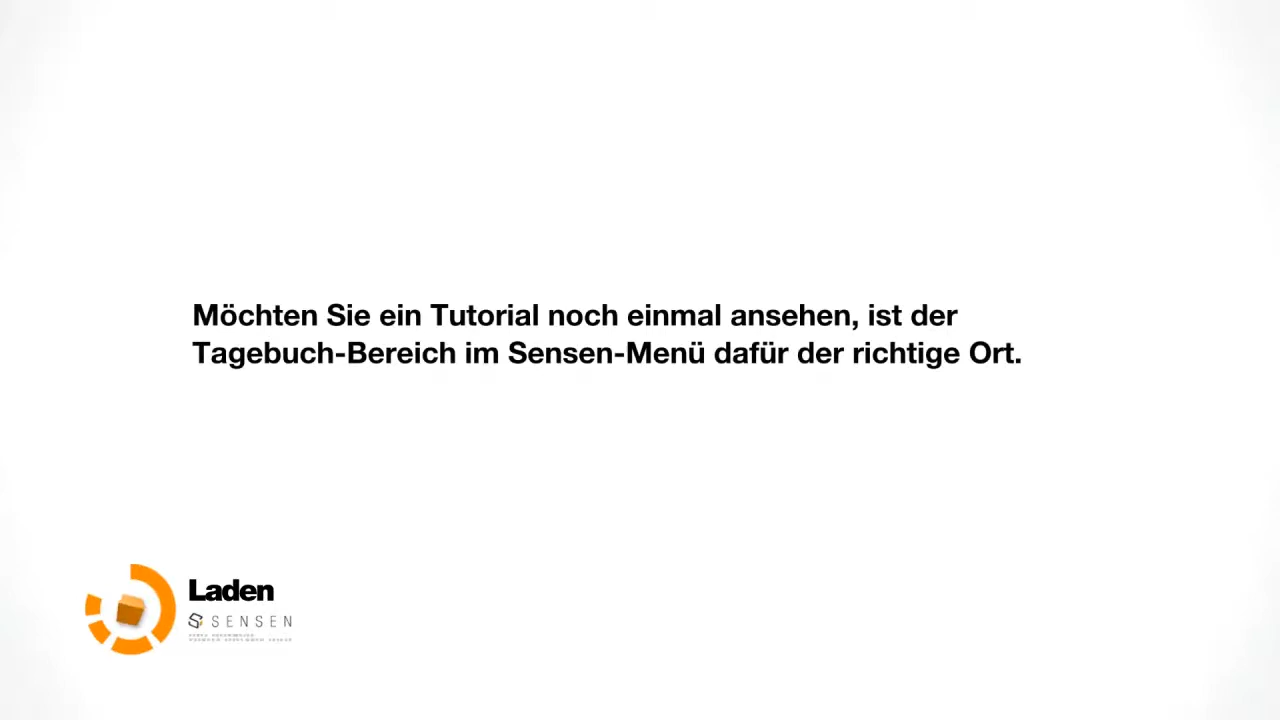 Möchten Sie ein Tutorial noch einmal ansehen, ist der
Tagebuch-Bereich im Sensen-Menü dafür der richtige Ort.
Laden
SENSEN